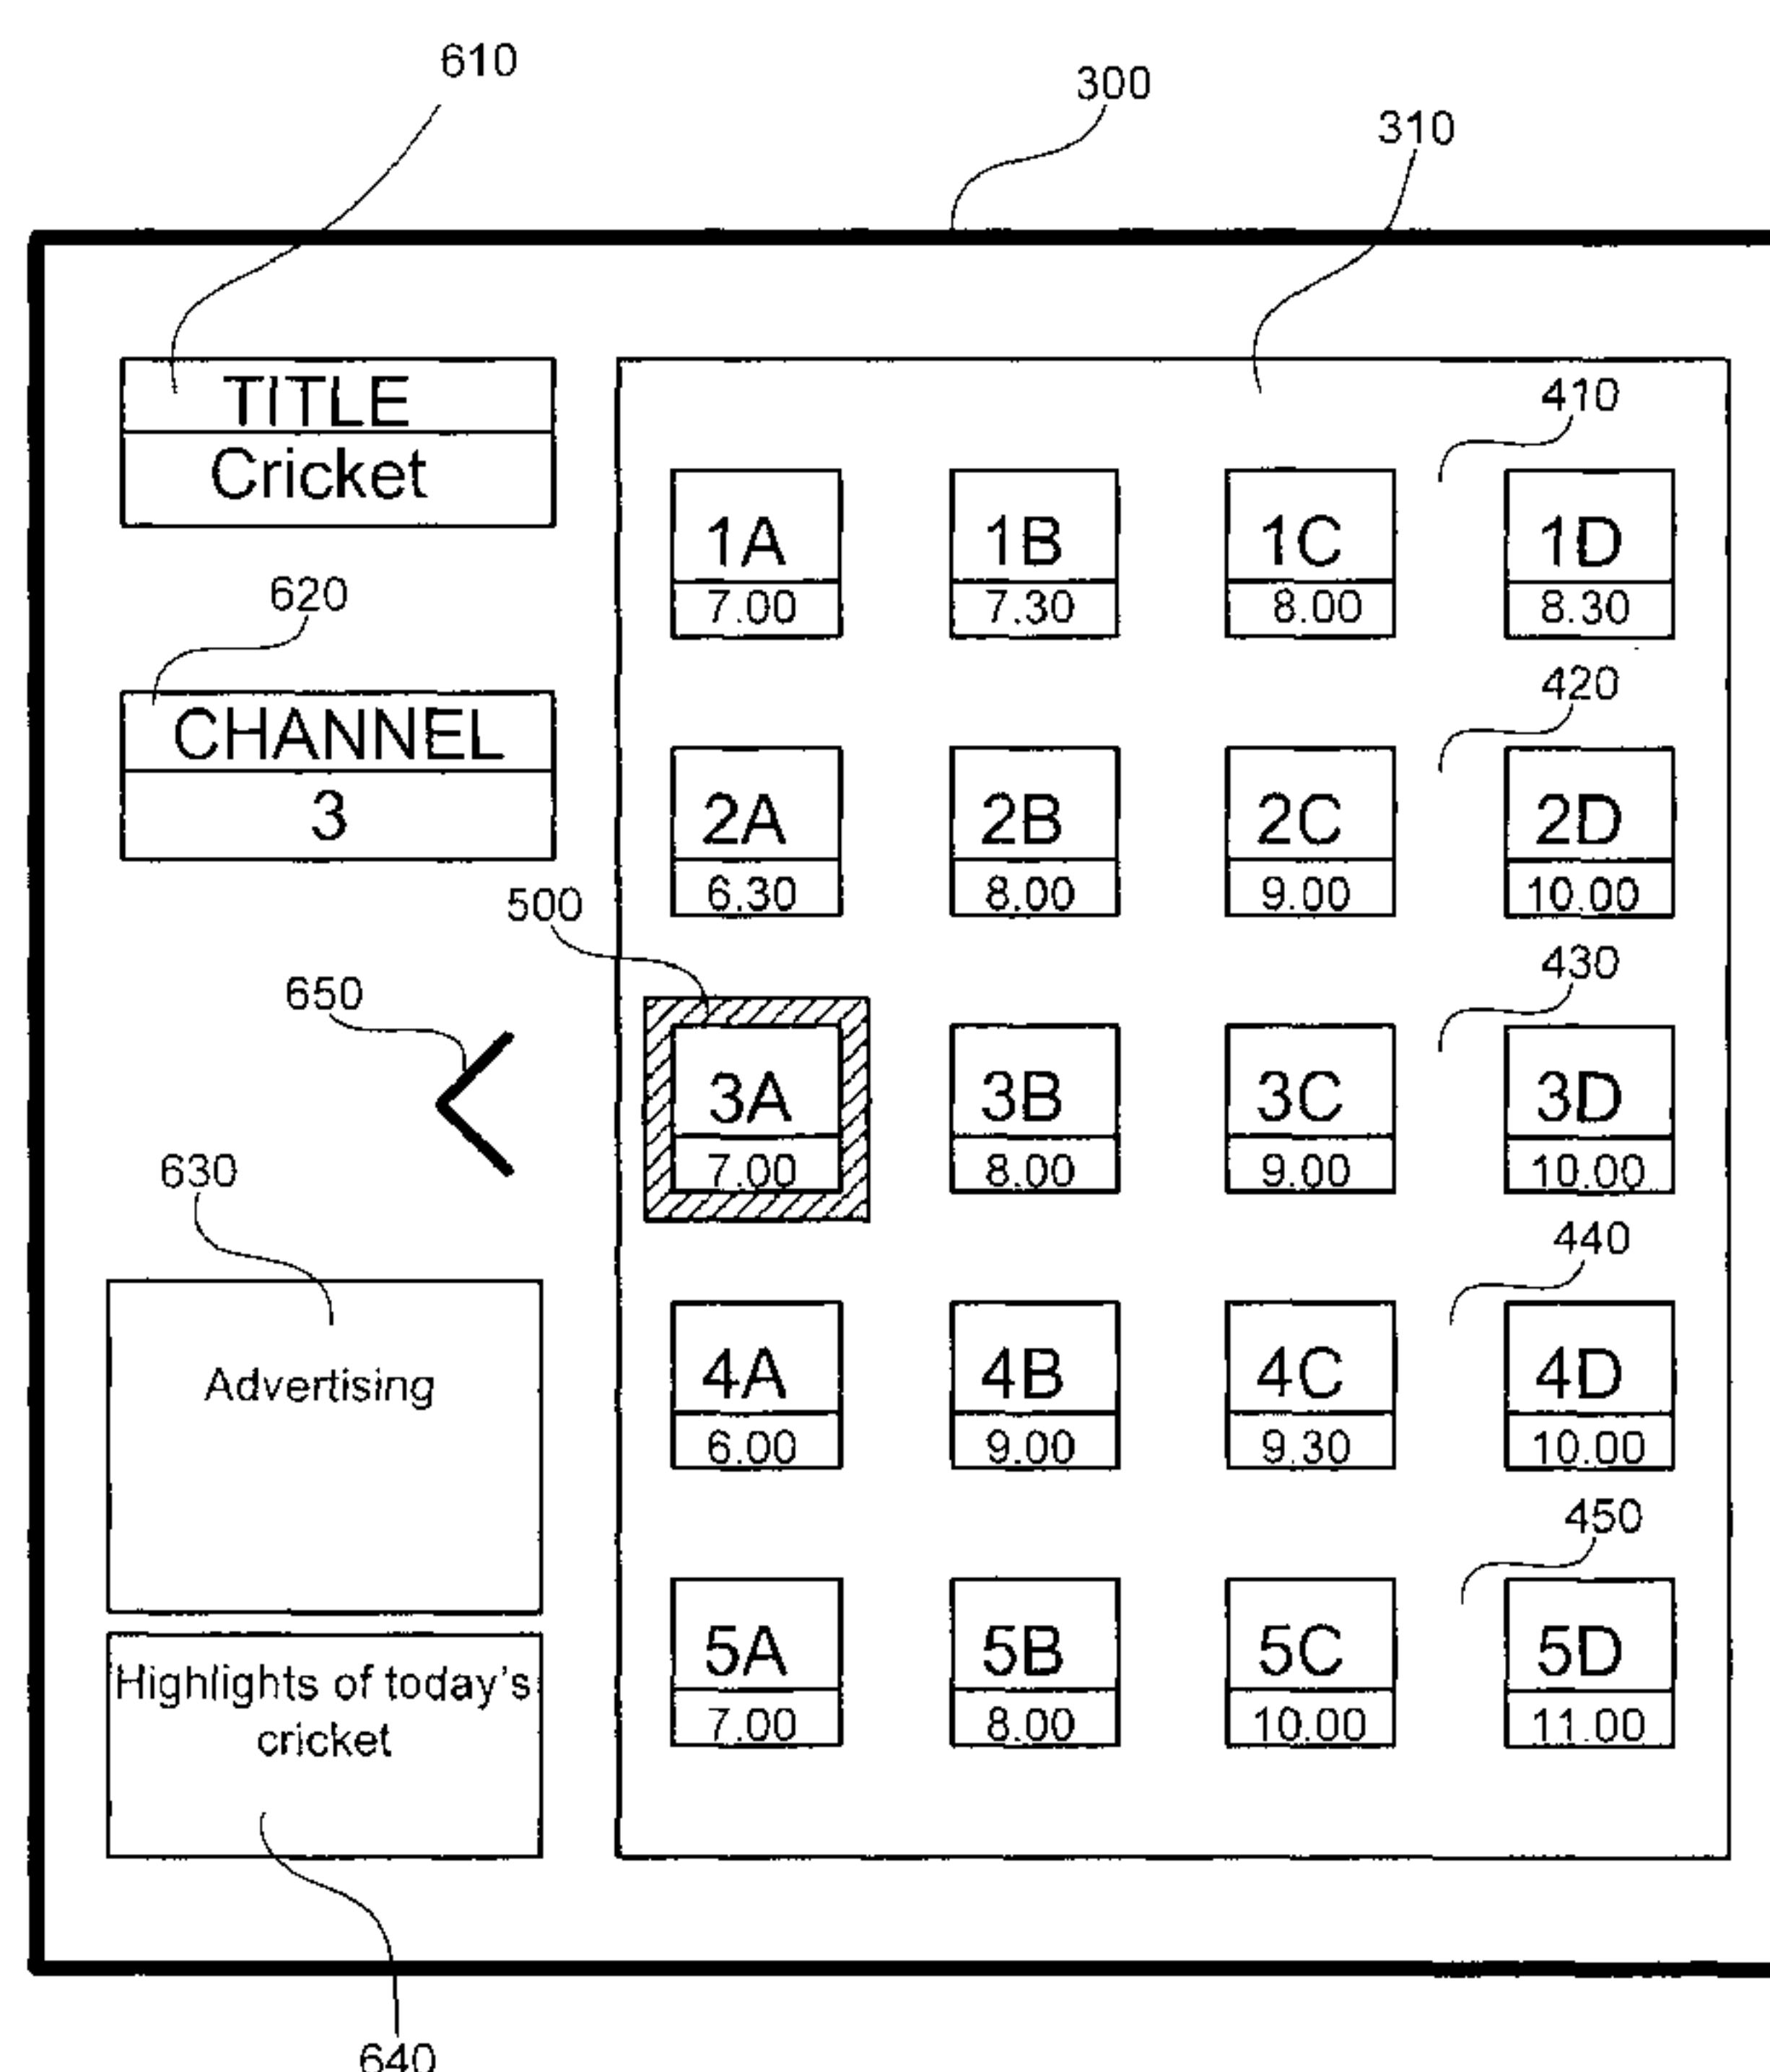 610
300
310
TITLE
Cricket
410
1A 1B 1C 1D
7.00 7.30 8.00 8.30
620
CHANNEL
3
420
2A 2B 2C 2D
6.30 8.00 9.00 10.00
500
650
430
3A 3B 3C 3D
7.00 8.00 9.00 10.00
630
Advertising
440
4A 4B 4C 4D
6.00 9.00 9.30 10.00
450
Highlights of today's
cricket
5A 5B 5C 5D
7.00 8.00 10.00 11.00
640